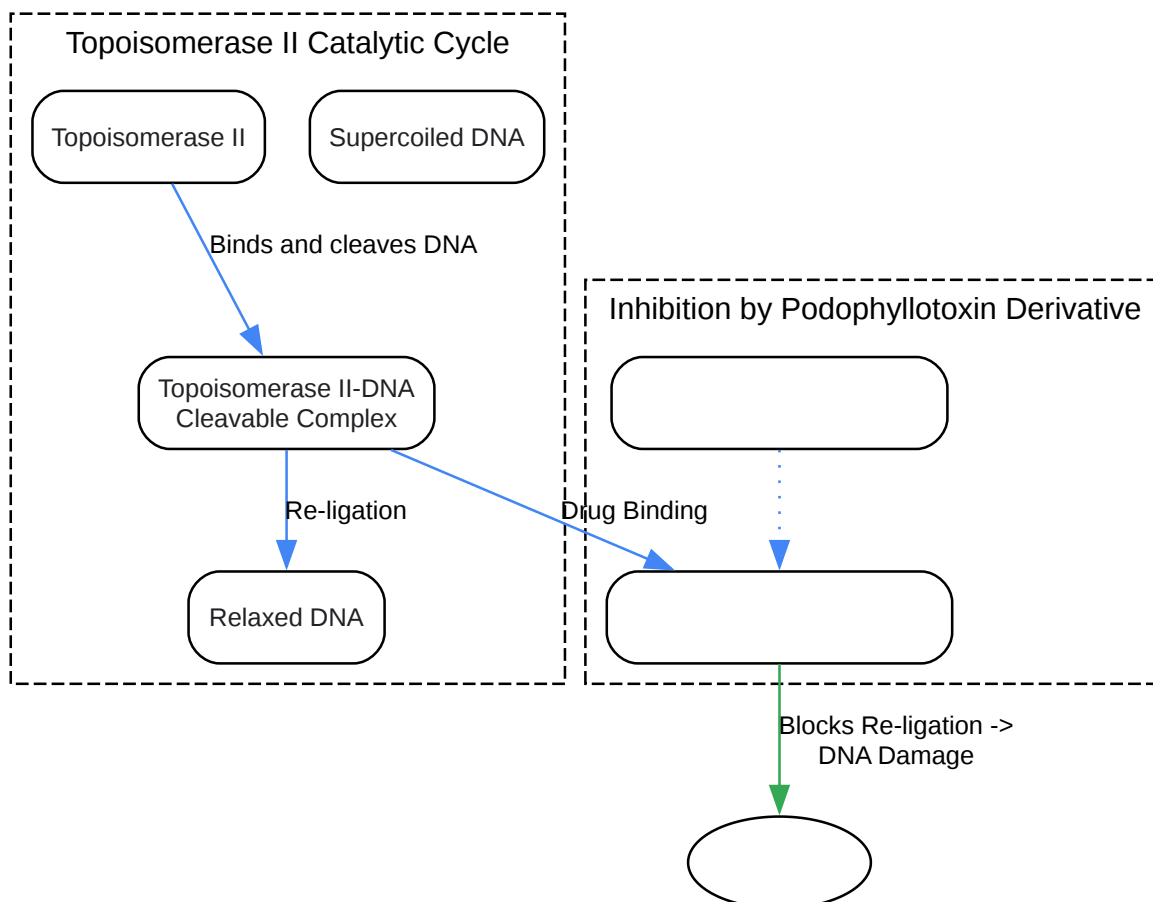 Topoisomerase II Catalytic Cycle
Topoisomerase II
Supercoiled DNA
Binds and cleaves DNA
Inhibition by Podophyllotoxin Derivative
Topoisomerase II-DNA
Cleavable Complex
Re-ligation
Drug Binding
Relaxed DNA
Blocks Re-ligation ->
DNA Damage